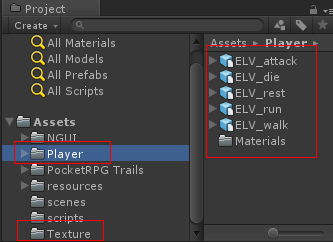 Project
Create
All Materials
All Models
All Prefabs
All Scripts
Assets
NGUI
Player
PocketRPG Trails
resources
scenes
scripts
Texture
Assets Player
ELV_attack
ELV_die
ELV_rest
ELV_run
ELV_walk
Materials